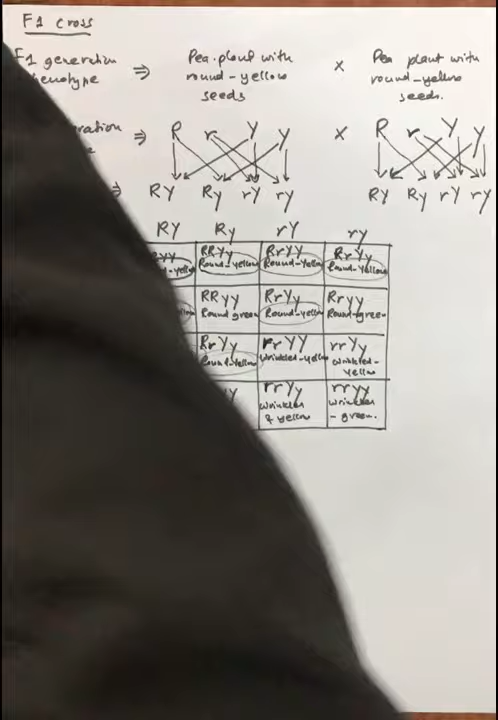 F1 cross
F1 generation ⇒ Pea plant with × Pea plant with
phenotype round-yellow round-yellow
seeds seeds.
⇒ R r Y y × R r Y y
⇒ RY Ry rY ry RY Ry rY ry
RY Ry rY ry
RRYy RrYY RrYy
Round-yellow Round-yellow Round-Yellow
RRyy RrYy Rryy
Round green Round-yellow Round-green
RrYy rrYY rrYy
Round-yellow Wrinkled-yellow wrinkled-
yellow
rrYy rryy
wrinkled wrinkled
& yellow - green.